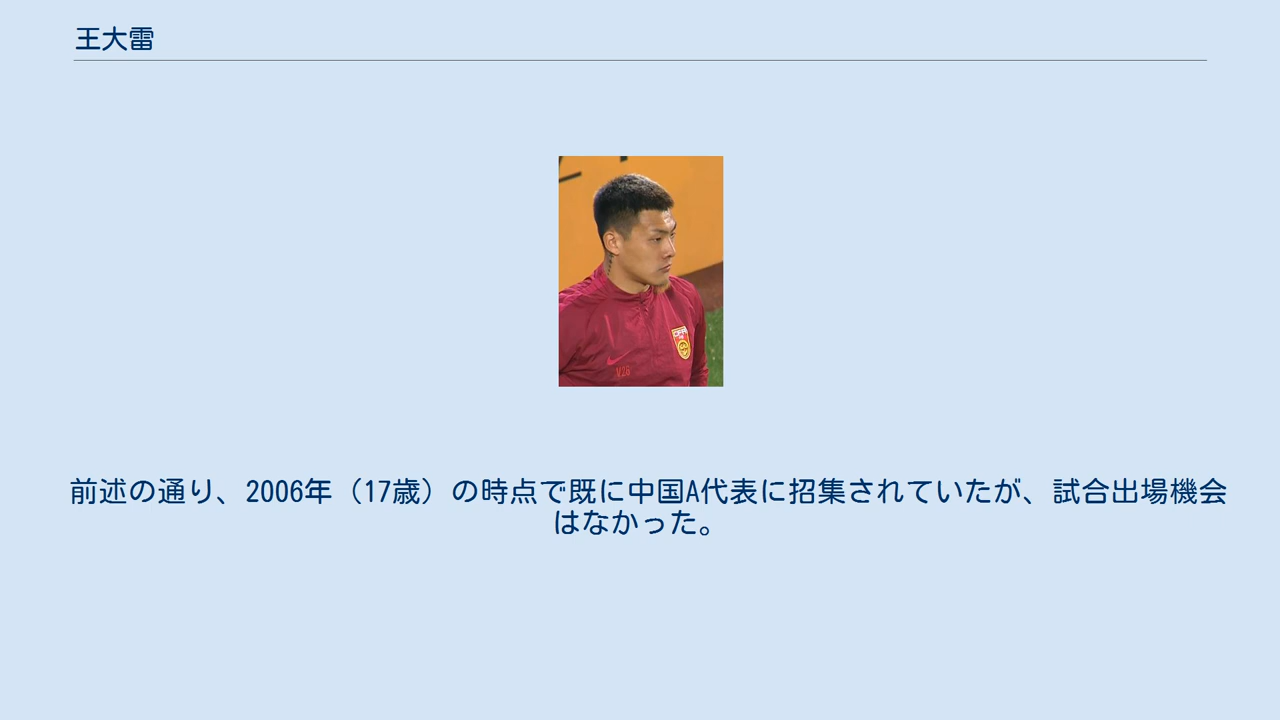 王大雷
V26
前述の通り、2006年（17歳）の時点で既に中国A代表に招集されていたが、試合出場機会
はなかった。